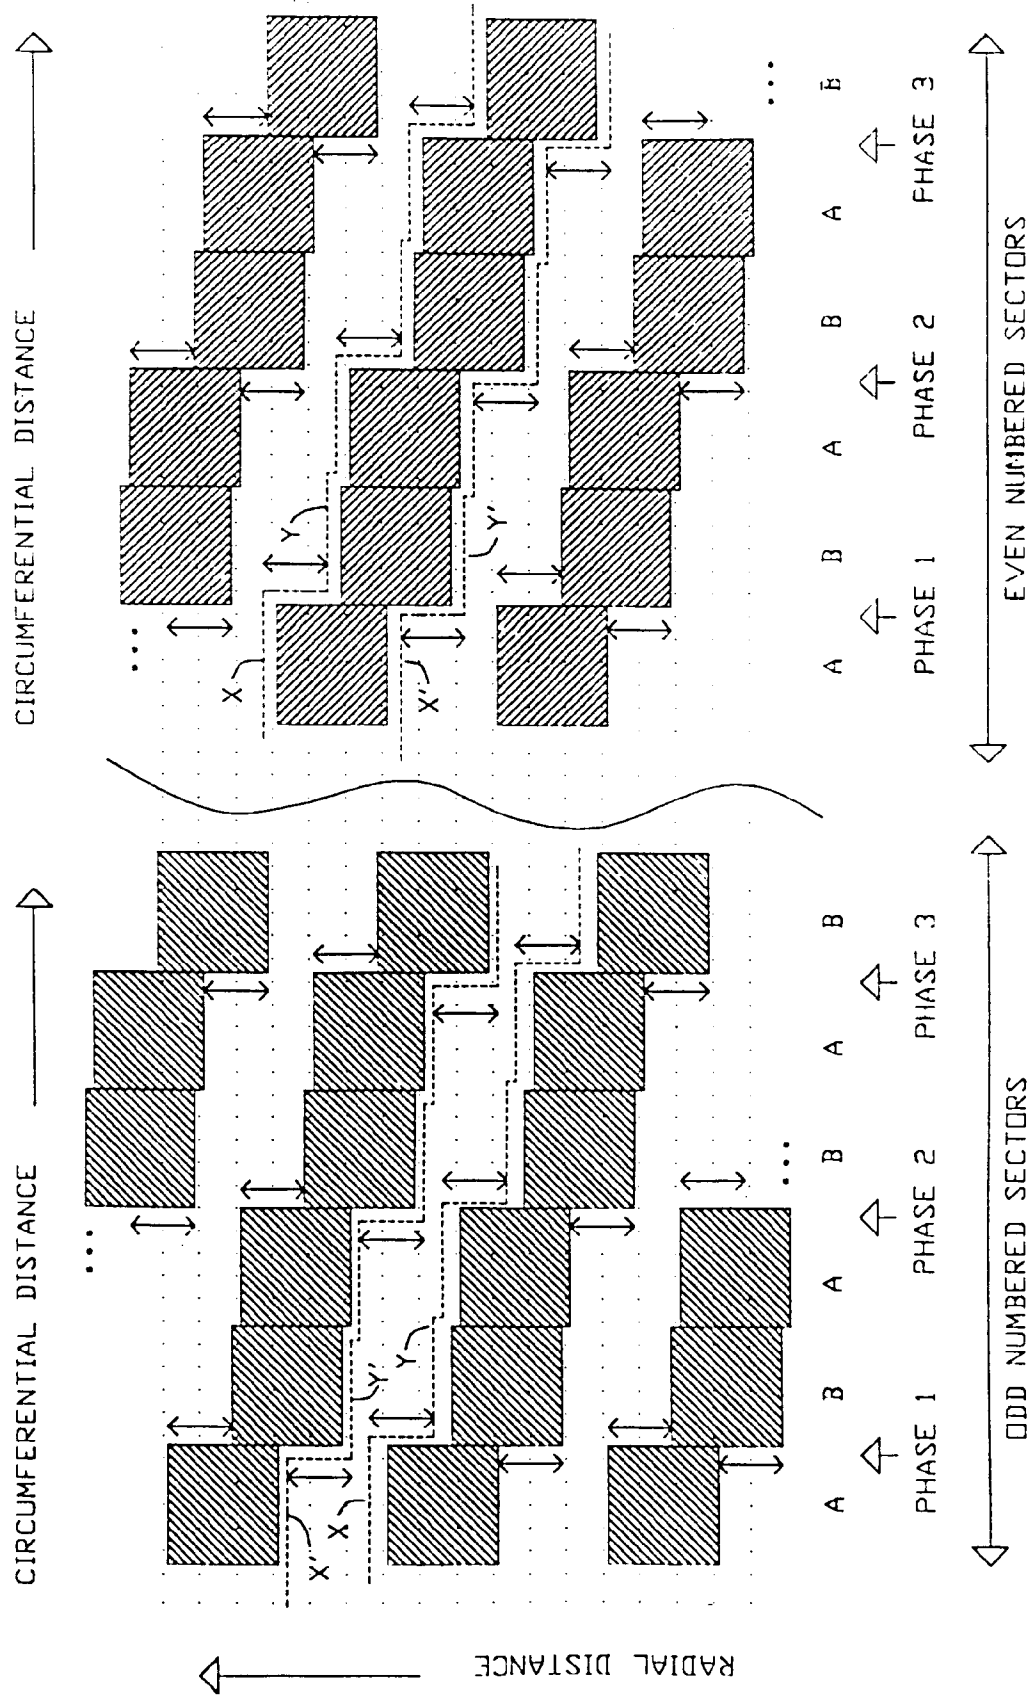 CIRCUMFERENTIAL DISTANCE
CIRCUMFERENTIAL DISTANCE
RADIAL DISTANCE
...
X'
X
Y'
Y
...
...
X
Y
X'
Y'
...
A B A B A B
A B A B A B
PHASE 1 PHASE 2 PHASE 3
PHASE 1 PHASE 2 PHASE 3
ODD NUMBERED SECTORS
EVEN NUMBERED SECTORS